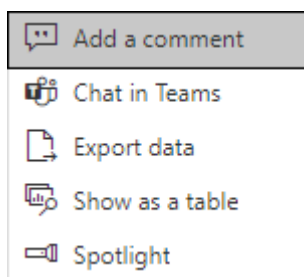 Add a comment
Chat in Teams
Export data
Show as a table
Spotlight